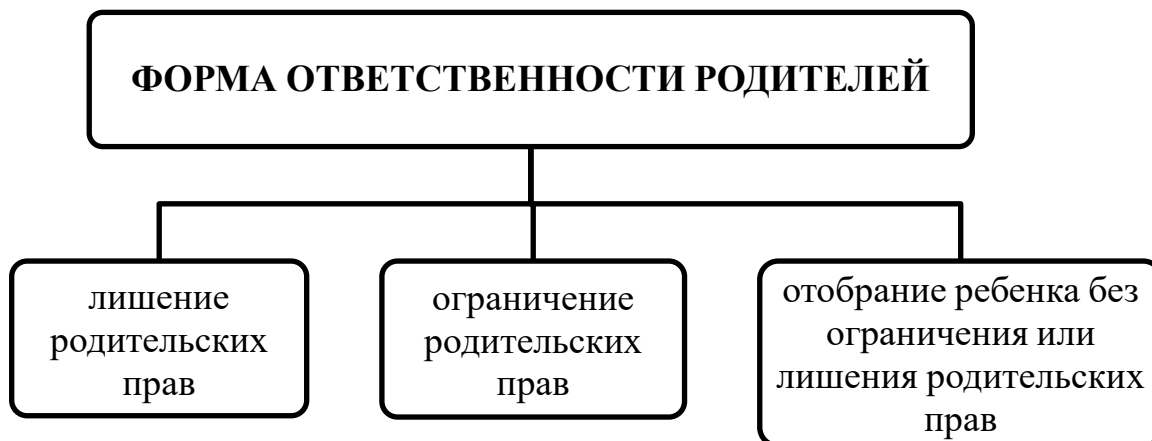 ФОРМА ОТВЕТСТВЕННОСТИ РОДИТЕЛЕЙ
лишение
родительских
прав
ограничение
родительских
прав
отобрание ребенка без
ограничения или
лишения родительских
прав